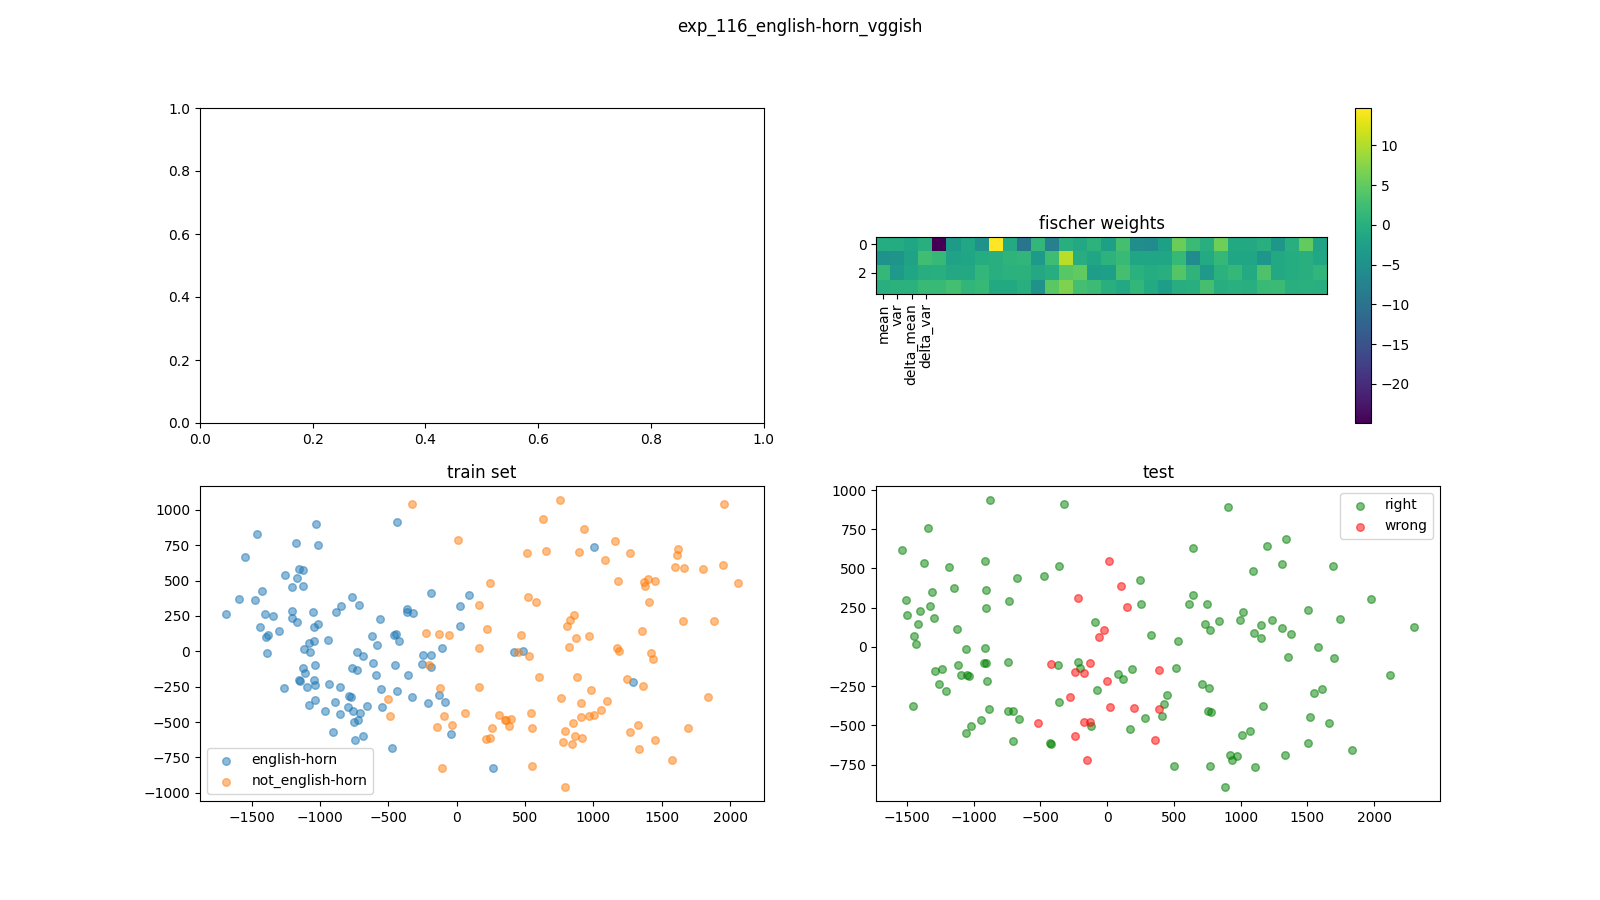 exp_116_english-horn_vggish
1.0
0.8
0.6
0.4
0.2
0.0
0.0 0.2 0.4 0.6 0.8 1.0
fischer weights
0
2
mean
var
delta_mean
delta_var
10
5
0
−5
−10
−15
−20
train set
1000
750
500
250
0
−250
−500
−750
−1000
english-horn
not_english-horn
−1500 −1000 −500 0 500 1000 1500 2000
test
1000
750
500
250
0
−250
−500
−750
right
wrong
−1500 −1000 −500 0 500 1000 1500 2000